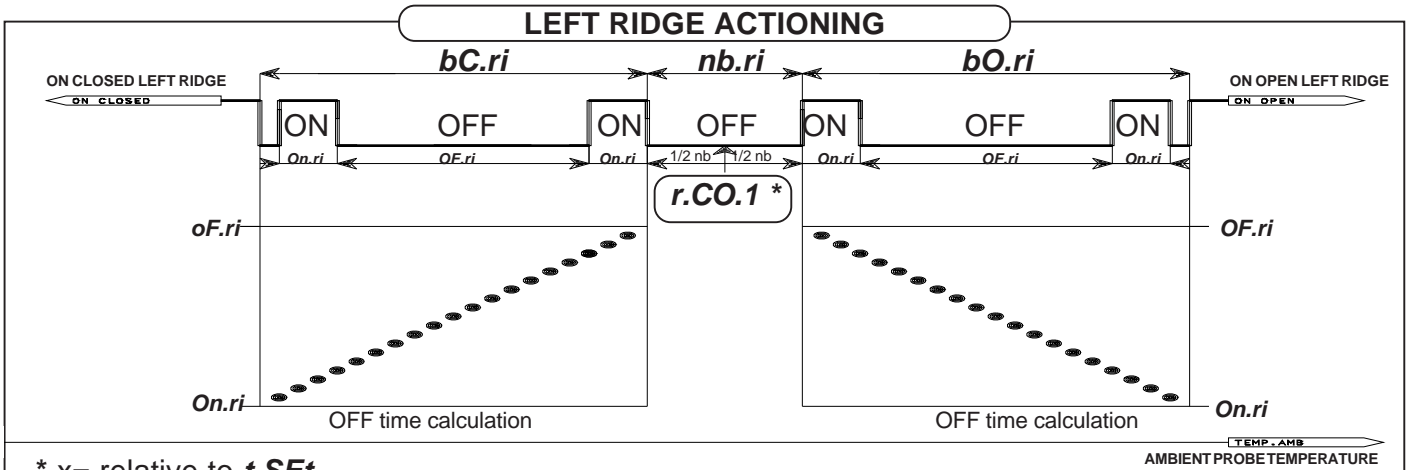 LEFT RIDGE ACTIONING
bC.ri nb.ri bO.ri
ON CLOSED LEFT RIDGE ON OPEN LEFT RIDGE
ON CLOSED ON OPEN
ON OFF ON OFF ON OFF ON
On.ri OF.ri On.ri 1/2 nb 1/2 nb On.ri OF.ri On.ri
r.CO.1 *
oF.ri OF.ri
On.ri On.ri
OFF time calculation OFF time calculation
TEMP.AMB
AMBIENT PROBE TEMPERATURE
* x= relative to t.SEt